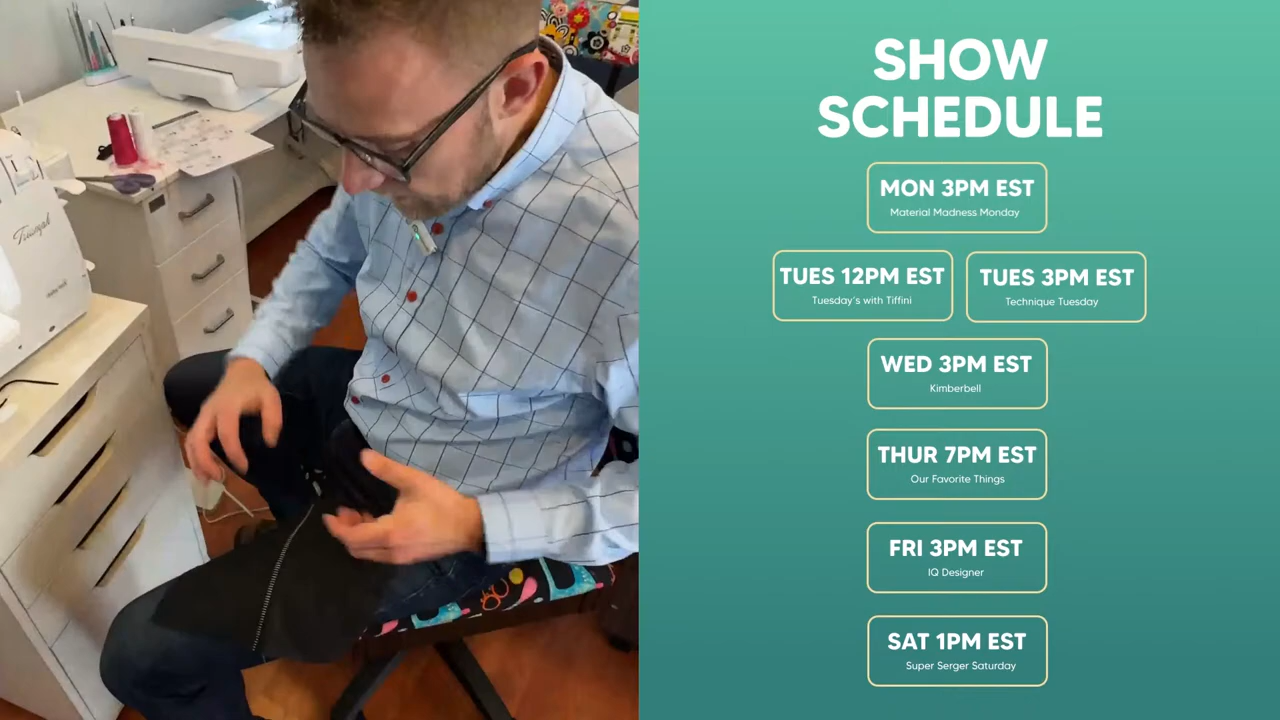 SHOW
SCHEDULE
MON 3PM EST
Material Madness Monday
TUES 12PM EST
Tuesday's with Tiffini
TUES 3PM EST
Technique Tuesday
WED 3PM EST
Kimberbell
THUR 7PM EST
Our Favorite Things
FRI 3PM EST
IQ Designer
SAT 1PM EST
Super Serger Saturday
Triumph